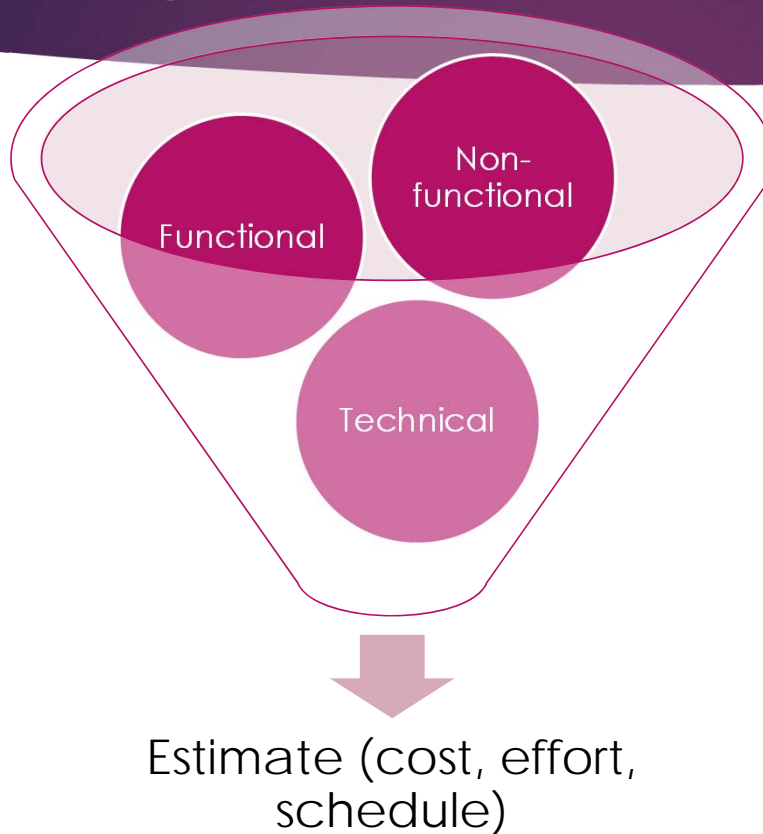 Non-
functional
Functional
Technical
Estimate (cost, effort,
schedule)